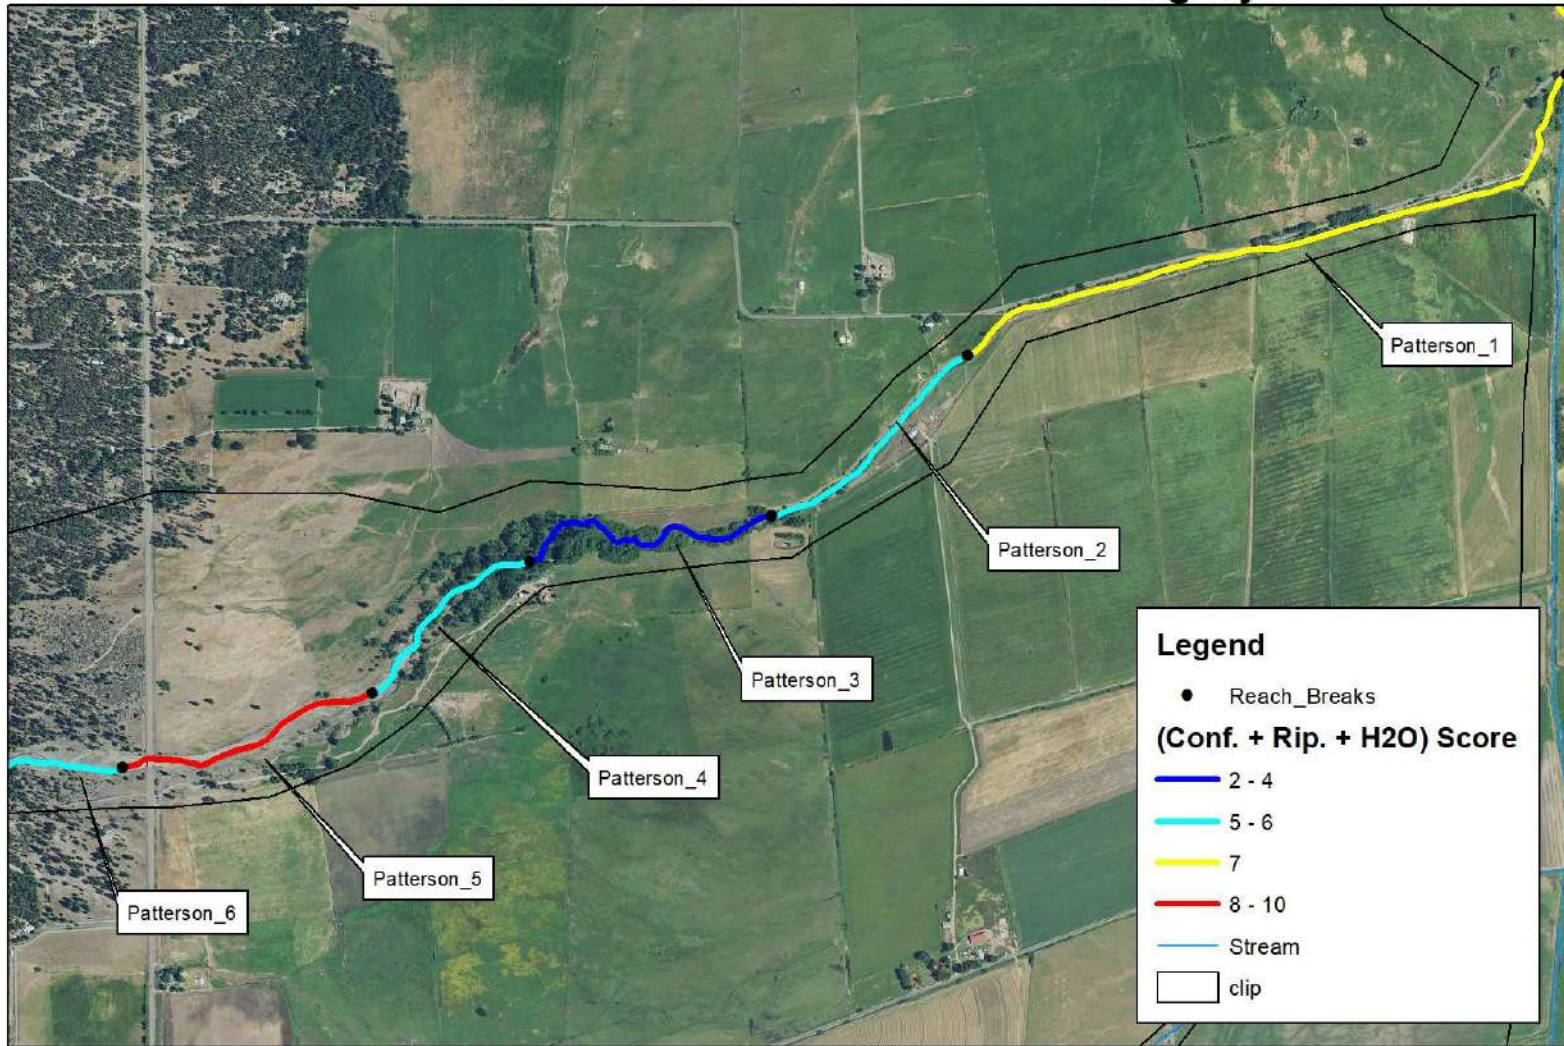 Patterson_1
Patterson_2
Patterson_3
Patterson_4
Patterson_5
Patterson_6
Legend
Reach_Breaks
(Conf. + Rip. + H2O) Score
2 - 4
5 - 6
7
8 - 10
Stream
clip